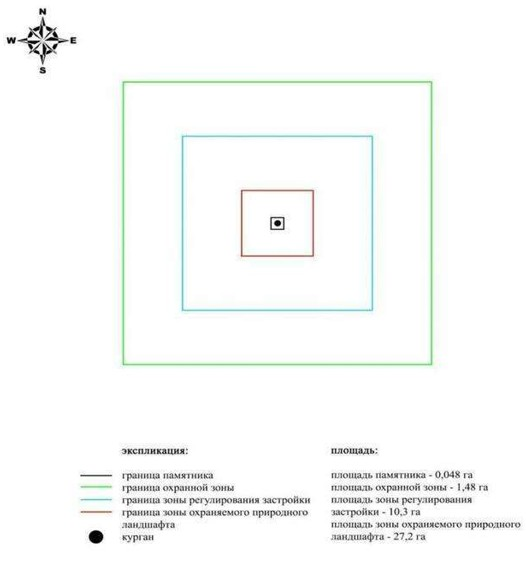 N
W E
S
экспликация:
граница памятника
граница охранной зоны
граница зоны регулирования застройки
граница зоны охраняемого природного
ландшафта
курган
площадь:
площадь памятника - 0,048 га
площадь охранной зоны - 1,48 га
площадь зоны регулирования
застройки - 10,3 га
площадь зоны охраняемого природного
ландшафта - 27,2 га